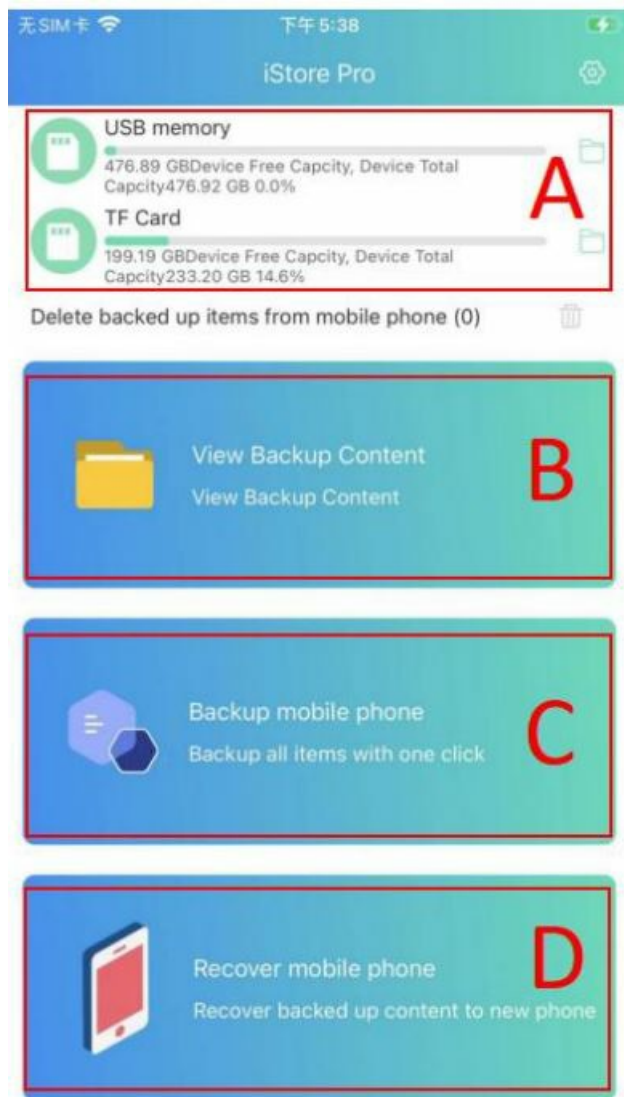 无SIM卡 下午5:38
iStore Pro
USB memory
476.89 GBDevice Free Capcity, Device Total
Capcity476.92 GB 0.0%
A
TF Card
199.19 GBDevice Free Capcity, Device Total
Capcity233.20 GB 14.6%
Delete backed up items from mobile phone (0)
View Backup Content
View Backup Content
B
Backup mobile phone
Backup all items with one click
C
Recover mobile phone
Recover backed up content to new phone
D